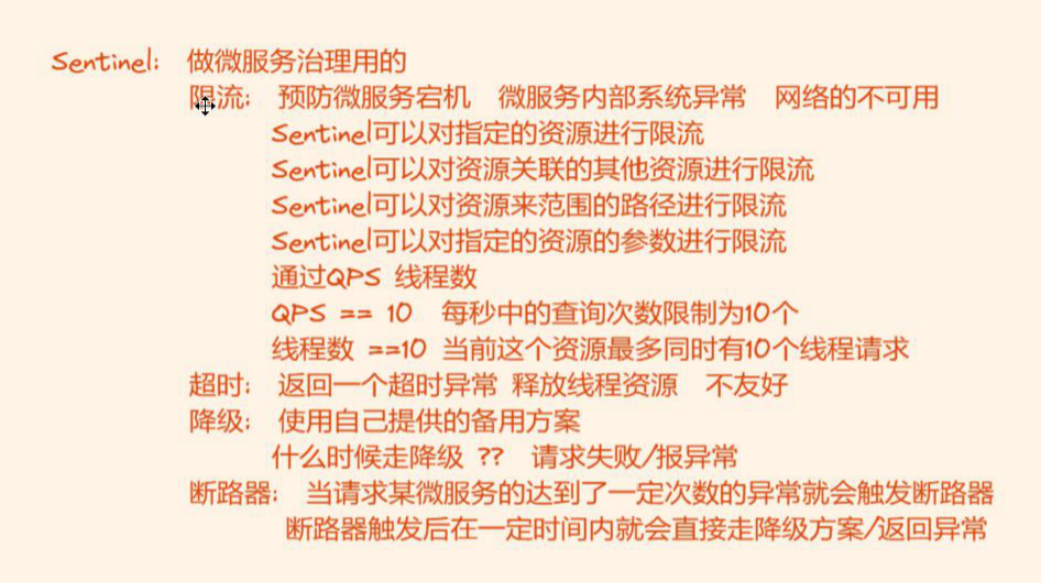 Sentinel: 做微服务治理用的
限流: 预防微服务宕机 微服务内部系统异常 网络的不可用
Sentinel可以对指定的资源进行限流
Sentinel可以对资源关联的其他资源进行限流
Sentinel可以对资源来范围的路径进行限流
Sentinel可以对指定的资源的参数进行限流
通过QPS 线程数
QPS == 10 每秒中的查询次数限制为10个
线程数 ==10 当前这个资源最多同时有10个线程请求
超时: 返回一个超时异常 释放线程资源 不友好
降级: 使用自己提供的备用方案
什么时候走降级 ?? 请求失败/报异常
断路器: 当请求某微服务的达到了一定次数的异常就会触发断路器
断路器触发后在一定时间内就会直接走降级方案/返回异常